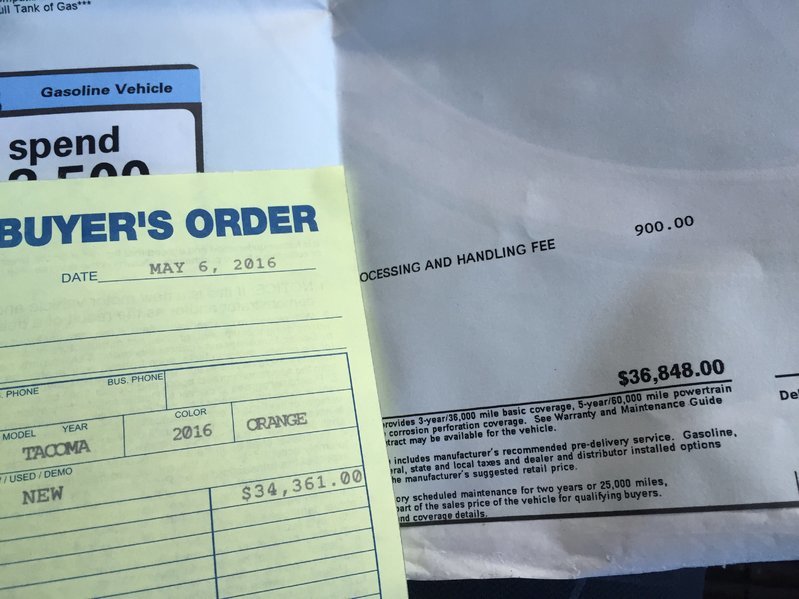 ull Tank of Gas***
Gasoline Vehicle
spend
BUYER'S ORDER
DATE MAY 6, 2016
PHONE BUS. PHONE
MODEL YEAR COLOR
TACOMA 2016 ORANGE
/ USED / DEMO
NEW $34,361.00
OCESSING AND HANDLING FEE 900.00
$36,848.00
rovides 3-year/36,000 mile basic coverage, 5-year/60,000 mile powertrain
corrosion perforation coverage. See Warranty and Maintenance Guide
tract may be available for the vehicle.
includes manufacturer's recommended pre-delivery service. Gasoline,
ral, state and local taxes and dealer and distributor installed options
he manufacturer's suggested retail price.
ory scheduled maintenance for two years or 25,000 miles,
part of the sales price of the vehicle for qualifying buyers.
nd coverage details.
Del